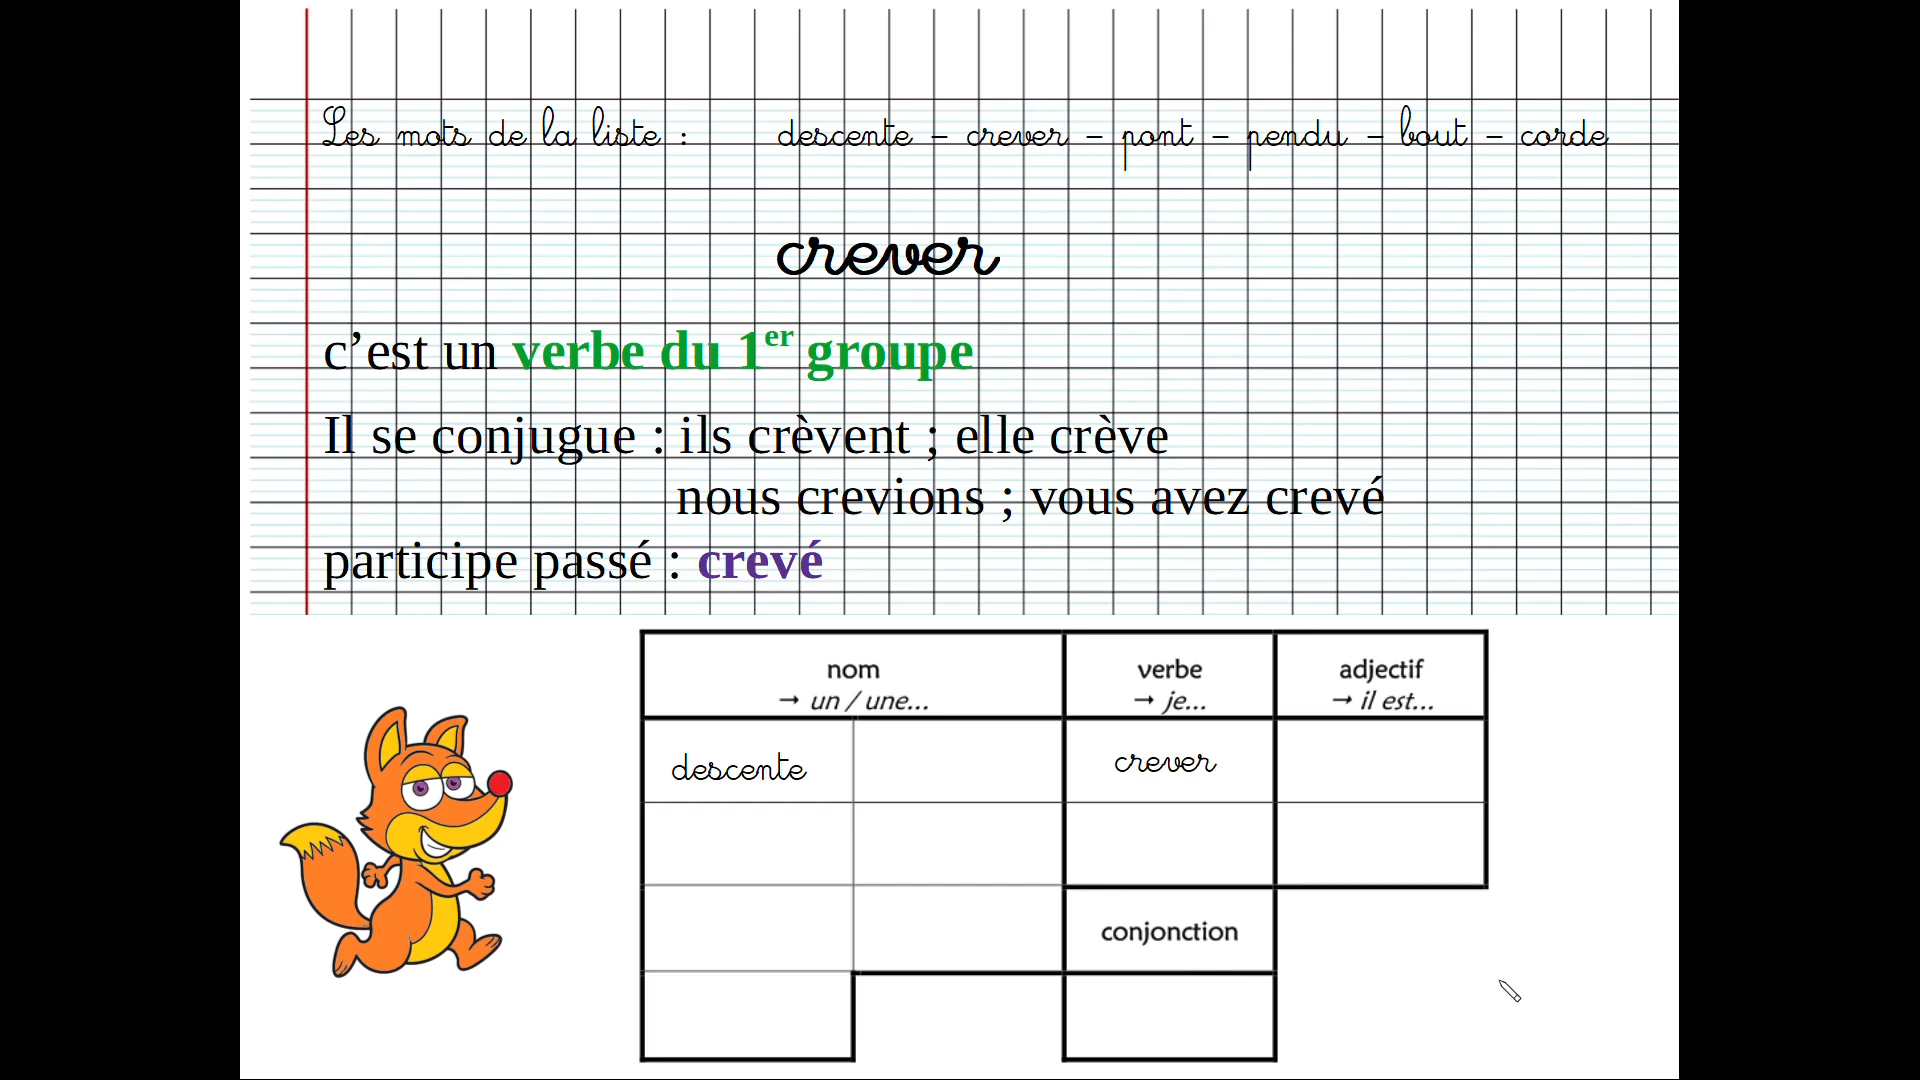 Les mots de la liste : descente - crever - pont - pendu - bout - corde
crever
c’est un verbe du 1er groupe
Il se conjugue : ils crèvent ; elle crève
nous crevions ; vous avez crevé
participe passé : crevé
nom verbe adjectif
→ un / une... → je... → il est...
descente crever
conjonction